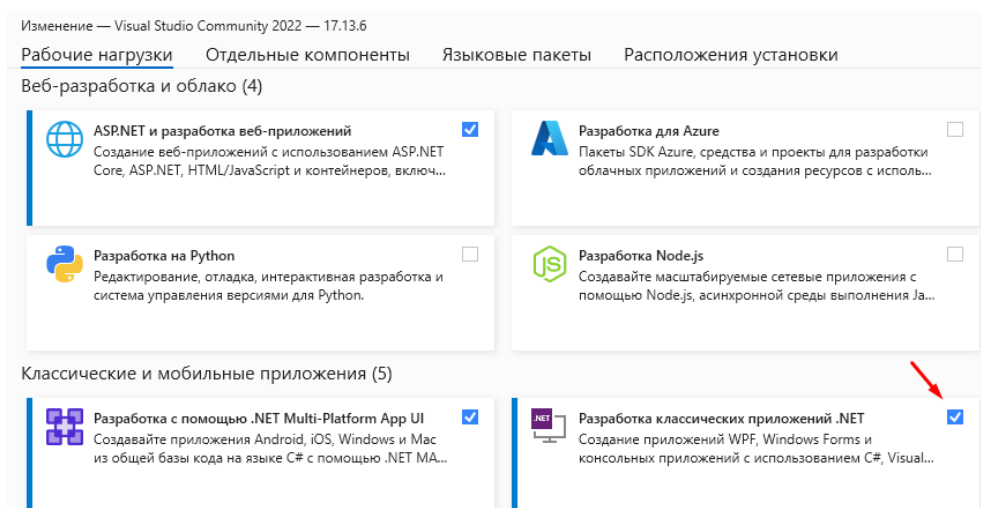 Изменение — Visual Studio Community 2022 — 17.13.6
Рабочие нагрузки Отдельные компоненты Языковые пакеты Расположения установки
Веб-разработка и облако (4)
ASP.NET и разработка веб-приложений
Создание веб-приложений с использованием ASP.NET
Core, ASP.NET, HTML/JavaScript и контейнеров, включ...
Разработка для Azure
Пакеты SDK Azure, средства и проекты для разработки
облачных приложений и создания ресурсов с исполь...
Разработка на Python
Редактирование, отладка, интерактивная разработка и
система управления версиями для Python.
JS
Разработка Node.js
Создавайте масштабируемые сетевые приложения с
помощью Node.js, асинхронной среды выполнения Ja...
Классические и мобильные приложения (5)
Разработка с помощью .NET Multi-Platform App UI
Создавайте приложения Android, iOS, Windows и Mac
из общей базы кода на языке C# с помощью .NET MA...
.NET
Разработка классических приложений .NET
Создание приложений WPF, Windows Forms и
консольных приложений с использованием C#, Visual...